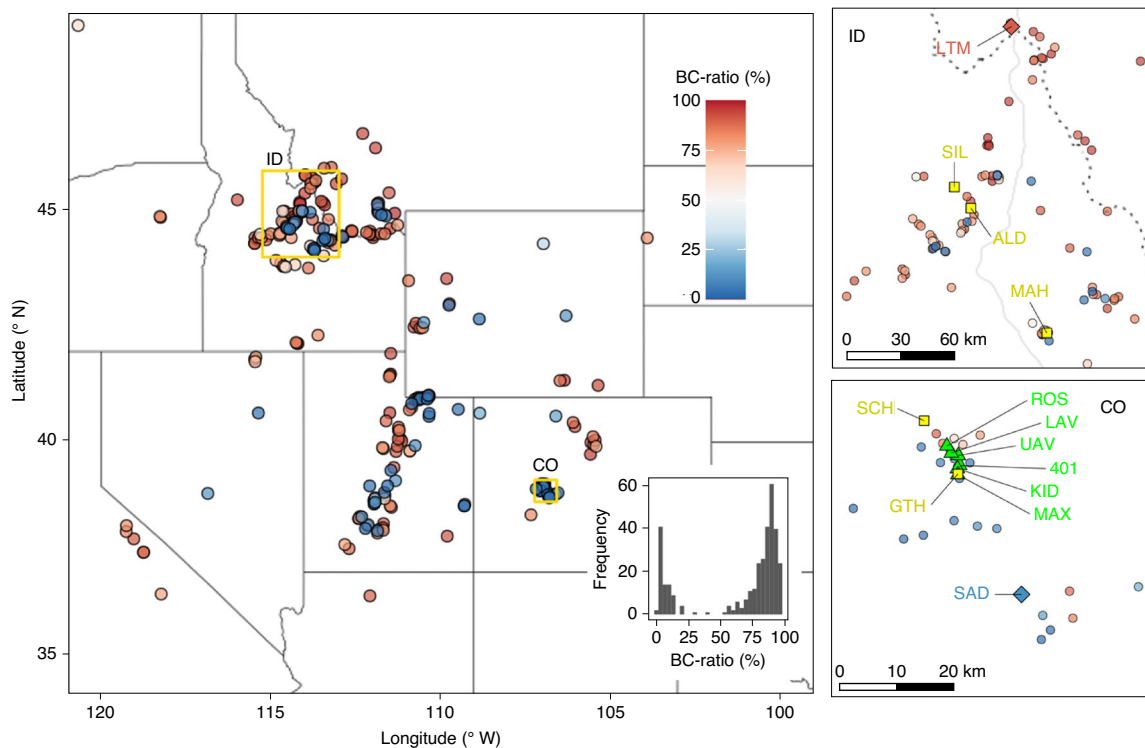 BC-ratio (%)
100
75
50
25
0
ID
CO
45
40
35
Latitude (° N)
120
115
110
105
100
Longitude (° W)
60
40
20
0
Frequency
0
25
50
75
100
BC-ratio (%)
ID
LTM
SIL
ALD
MAH
0
30
60 km
CO
ROS
SCH
LAV
UAV
401
KID
GTH
MAX
SAD
0
10
20 km